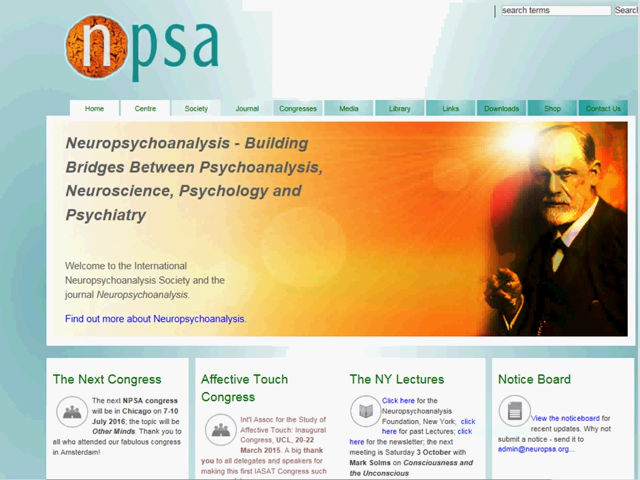 search terms Search
npsa
Home Centre Society Journal Congresses Media Library Links Downloads Shop Contact Us
Neuropsychoanalysis - Building
Bridges Between Psychoanalysis,
Neuroscience, Psychology and
Psychiatry
Welcome to the International
Neuropsychoanalysis Society and the
journal Neuropsychoanalysis.
Find out more about Neuropsychoanalysis.
The Next Congress
The next NPSA congress
will be in Chicago on 7-10
July 2016; the topic will be
Other Minds. Thank you to
all who attended our fabulous congress
in Amsterdam!
Affective Touch
Congress
Int'l Assoc for the Study of
Affective Touch: Inaugural
Congress, UCL, 20-22
March 2015. A big thank
you to all delegates and speakers for
making this first IASAT Congress such
The NY Lectures
Click here for the
Neuropsychoanalysis
Foundation, New York; click
here for past Lectures; click
here for the newsletter; the next
meeting is Saturday 3 October with
Mark Solms on Consciousness and
the Unconscious
Notice Board
View the noticeboard for
recent updates. Why not
submit a notice - send it to
admin@neuropsa.org...